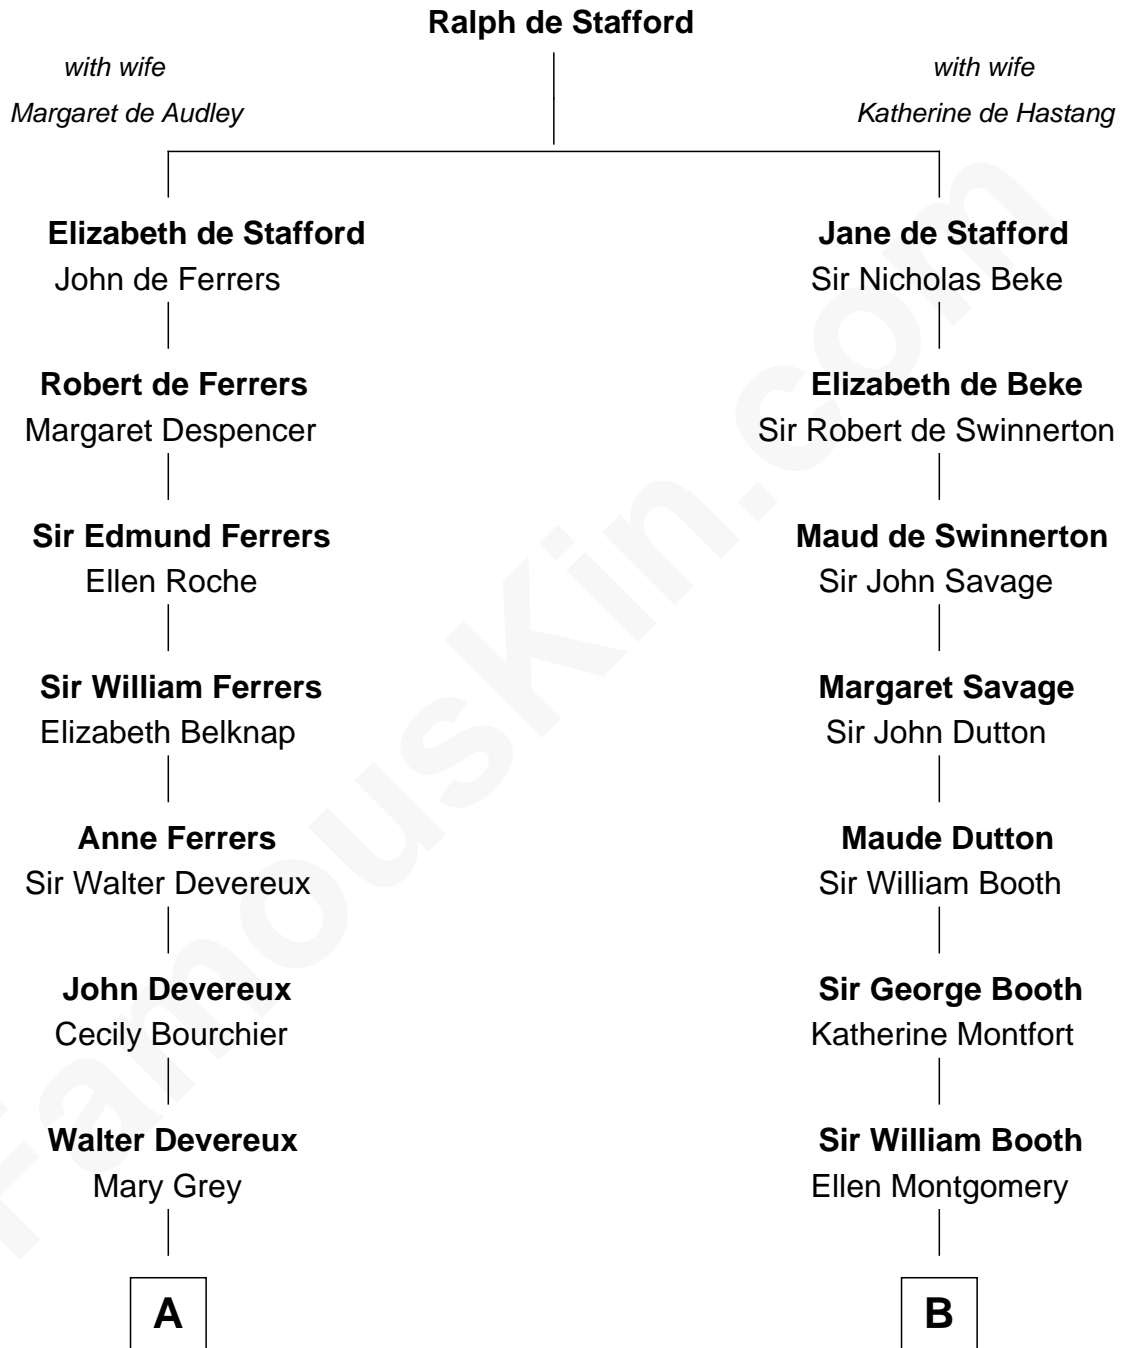 Ralph de Stafford
with wife
Margaret de Audley
with wife
Katherine de Hastang
Elizabeth de Stafford
John de Ferrers
Jane de Stafford
Sir Nicholas Beke
Robert de Ferrers
Margaret Despencer
Elizabeth de Beke
Sir Robert de Swinnerton
Sir Edmund Ferrers
Ellen Roche
Maud de Swinnerton
Sir John Savage
Sir William Ferrers
Elizabeth Belknap
Margaret Savage
Sir John Dutton
Anne Ferrers
Sir Walter Devereux
Maude Dutton
Sir William Booth
John Devereux
Cecily Bourchier
Sir George Booth
Katherine Montfort
Walter Devereux
Mary Grey
Sir William Booth
Ellen Montgomery
A
B
FamousKin.com